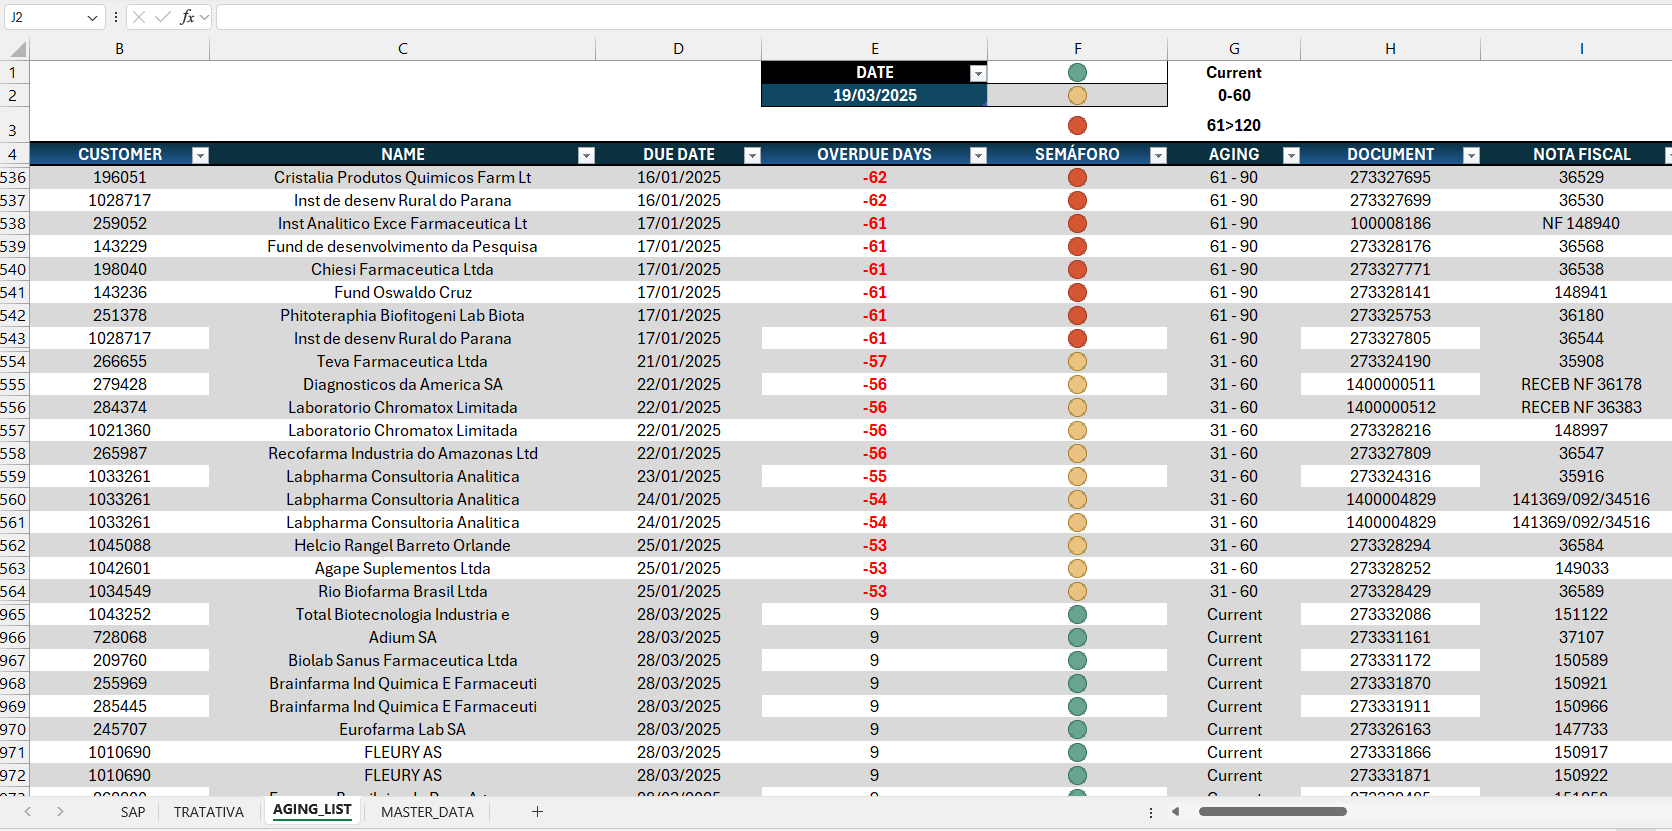 J2 fx
B C D E F G H I
1 DATE Current
2 19/03/2025 0-60
3 61>120
4 CUSTOMER NAME DUE DATE OVERDUE DAYS SEMÁFORO AGING DOCUMENT NOTA FISCAL
536 196051 Cristalia Produtos Quimicos Farm Lt 16/01/2025 -62 61 - 90 273327695 36529
537 1028717 Inst de desenv Rural do Parana 16/01/2025 -62 61 - 90 273327699 36530
538 259052 Inst Analitico Exce Farmaceutica Lt 17/01/2025 -61 61 - 90 100008186 NF 148940
539 143229 Fund de desenvolvimento da Pesquisa 17/01/2025 -61 61 - 90 273328176 36568
540 198040 Chiesi Farmaceutica Ltda 17/01/2025 -61 61 - 90 273327771 36538
541 143236 Fund Oswaldo Cruz 17/01/2025 -61 61 - 90 273328141 148941
542 251378 Phitoteraphia Biofitogeni Lab Biota 17/01/2025 -61 61 - 90 273325753 36180
543 1028717 Inst de desenv Rural do Parana 17/01/2025 -61 61 - 90 273327805 36544
554 266655 Teva Farmaceutica Ltda 21/01/2025 -57 31 - 60 273324190 35908
555 279428 Diagnosticos da America SA 22/01/2025 -56 31 - 60 1400000511 RECEB NF 36178
556 284374 Laboratorio Chromatox Limitada 22/01/2025 -56 31 - 60 1400000512 RECEB NF 36383
557 1021360 Laboratorio Chromatox Limitada 22/01/2025 -56 31 - 60 273328216 148997
558 265987 Recofarma Industria do Amazonas Ltd 22/01/2025 -56 31 - 60 273327809 36547
559 1033261 Labpharma Consultoria Analitica 23/01/2025 -55 31 - 60 273324316 35916
560 1033261 Labpharma Consultoria Analitica 24/01/2025 -54 31 - 60 1400004829 141369/092/34516
561 1033261 Labpharma Consultoria Analitica 24/01/2025 -54 31 - 60 1400004829 141369/092/34516
562 1045088 Helcio Rangel Barreto Orlande 25/01/2025 -53 31 - 60 273328294 36584
563 1042601 Agape Suplementos Ltda 25/01/2025 -53 31 - 60 273328252 149033
564 1034549 Rio Biofarma Brasil Ltda 25/01/2025 -53 31 - 60 273328429 36589
965 1043252 Total Biotecnologia Industria e 28/03/2025 9 Current 273332086 151122
966 728068 Adium SA 28/03/2025 9 Current 273331161 37107
967 209760 Biolab Sanus Farmaceutica Ltda 28/03/2025 9 Current 273331172 150589
968 255969 Brainfarma Ind Quimica E Farmaceuti 28/03/2025 9 Current 273331870 150921
969 285445 Brainfarma Ind Quimica E Farmaceuti 28/03/2025 9 Current 273331911 150966
970 245707 Eurofarma Lab SA 28/03/2025 9 Current 273326163 147733
971 1010690 FLEURY AS 28/03/2025 9 Current 273331866 150917
972 1010690 FLEURY AS 28/03/2025 9 Current 273331871 150922
SAP TRATATIVA AGING_LIST MASTER_DATA